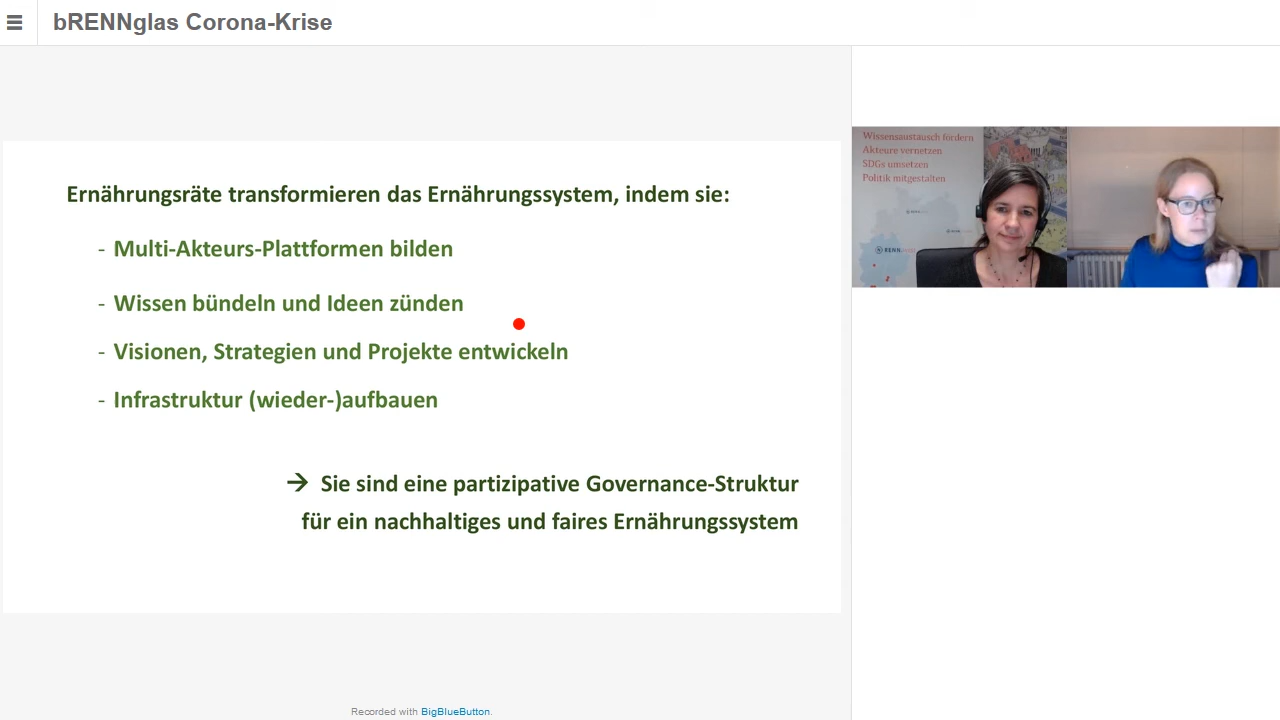 bRENNglas Corona-Krise
Ernährungsräte transformieren das Ernährungssystem, indem sie:
- Multi-Akteurs-Plattformen bilden
- Wissen bündeln und Ideen zünden
- Visionen, Strategien und Projekte entwickeln
- Infrastruktur (wieder-)aufbauen
→ Sie sind eine partizipative Governance-Struktur
für ein nachhaltiges und faires Ernährungssystem
Wissensaustausch fördern
Akteure vernetzen
SDGs umsetzen
Politik mitgestalten
RENN
Recorded with BigBlueButton.